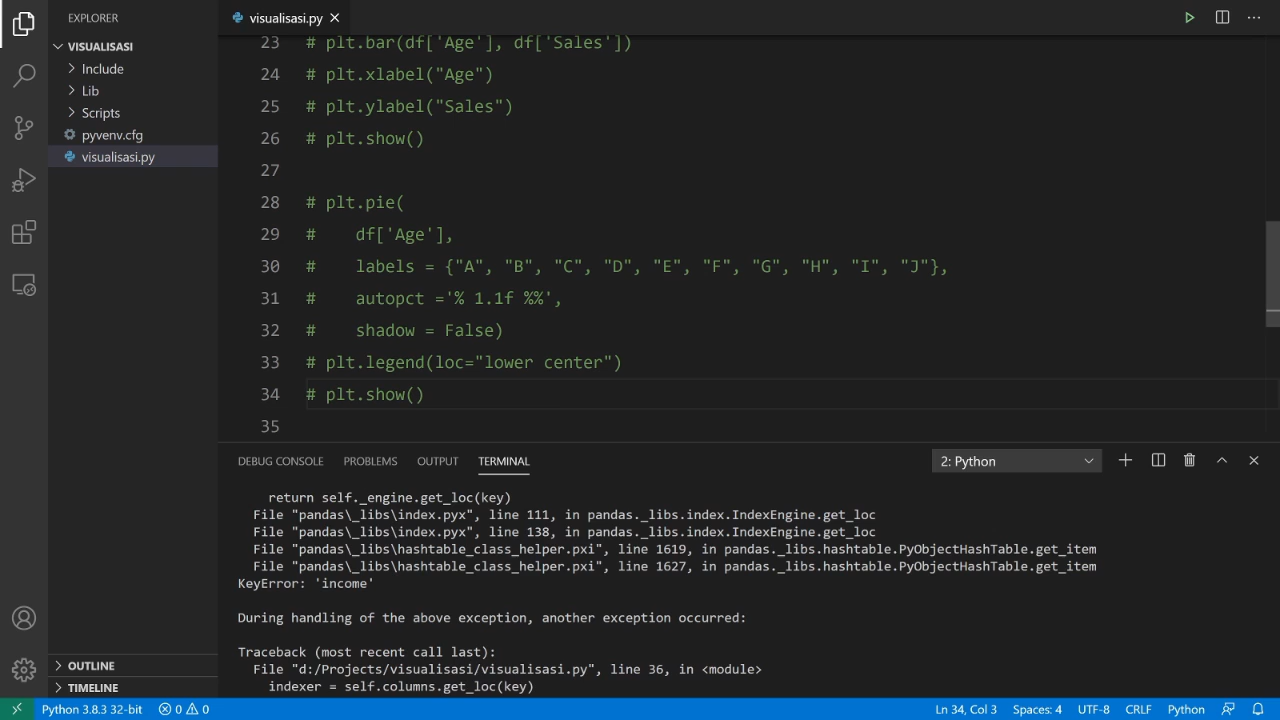 EXPLORER
VISUALISASI
Include
Lib
Scripts
pyvenv.cfg
visualisasi.py
OUTLINE
TIMELINE
visualisasi.py
23 # plt.bar(df['Age'], df['Sales'])
24 # plt.xlabel("Age")
25 # plt.ylabel("Sales")
26 # plt.show()
27
28 # plt.pie(
29 #    df['Age'],
30 #    labels = {"A", "B", "C", "D", "E", "F", "G", "H", "I", "J"},
31 #    autopct ='% 1.1f %%',
32 #    shadow = False)
33 # plt.legend(loc="lower center")
34 # plt.show()
35
DEBUG CONSOLE PROBLEMS OUTPUT TERMINAL 2: Python
return self._engine.get_loc(key)
File "pandas\_libs\index.pyx", line 111, in pandas._libs.index.IndexEngine.get_loc
File "pandas\_libs\index.pyx", line 138, in pandas._libs.index.IndexEngine.get_loc
File "pandas\_libs\hashtable_class_helper.pxi", line 1619, in pandas._libs.hashtable.PyObjectHashTable.get_item
File "pandas\_libs\hashtable_class_helper.pxi", line 1627, in pandas._libs.hashtable.PyObjectHashTable.get_item
KeyError: 'income'
During handling of the above exception, another exception occurred:
Traceback (most recent call last):
File "d:/Projects/visualisasi/visualisasi.py", line 36, in <module>
indexer = self.columns.get_loc(key)
Python 3.8.3 32-bit 0 0 Ln 34, Col 3 Spaces: 4 UTF-8 CRLF Python